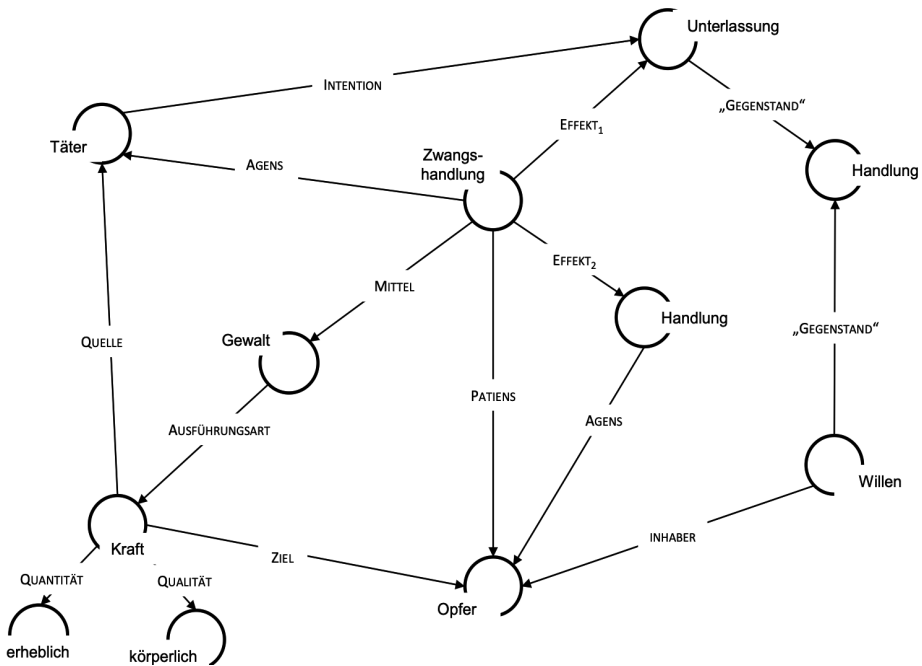 Unterlassung
INTENTION
„GEGENSTAND“
EFFEKT1
Täter
AGENS
Zwangs-
handlung
Handlung
EFFEKT2
MITTEL
Handlung
Gewalt
QUELLE
„GEGENSTAND“
PATIENS
AGENS
AUSFÜHRUNGSART
Willen
INHABER
Kraft
ZIEL
QUANTITÄT
QUALITÄT
Opfer
erheblich
körperlich